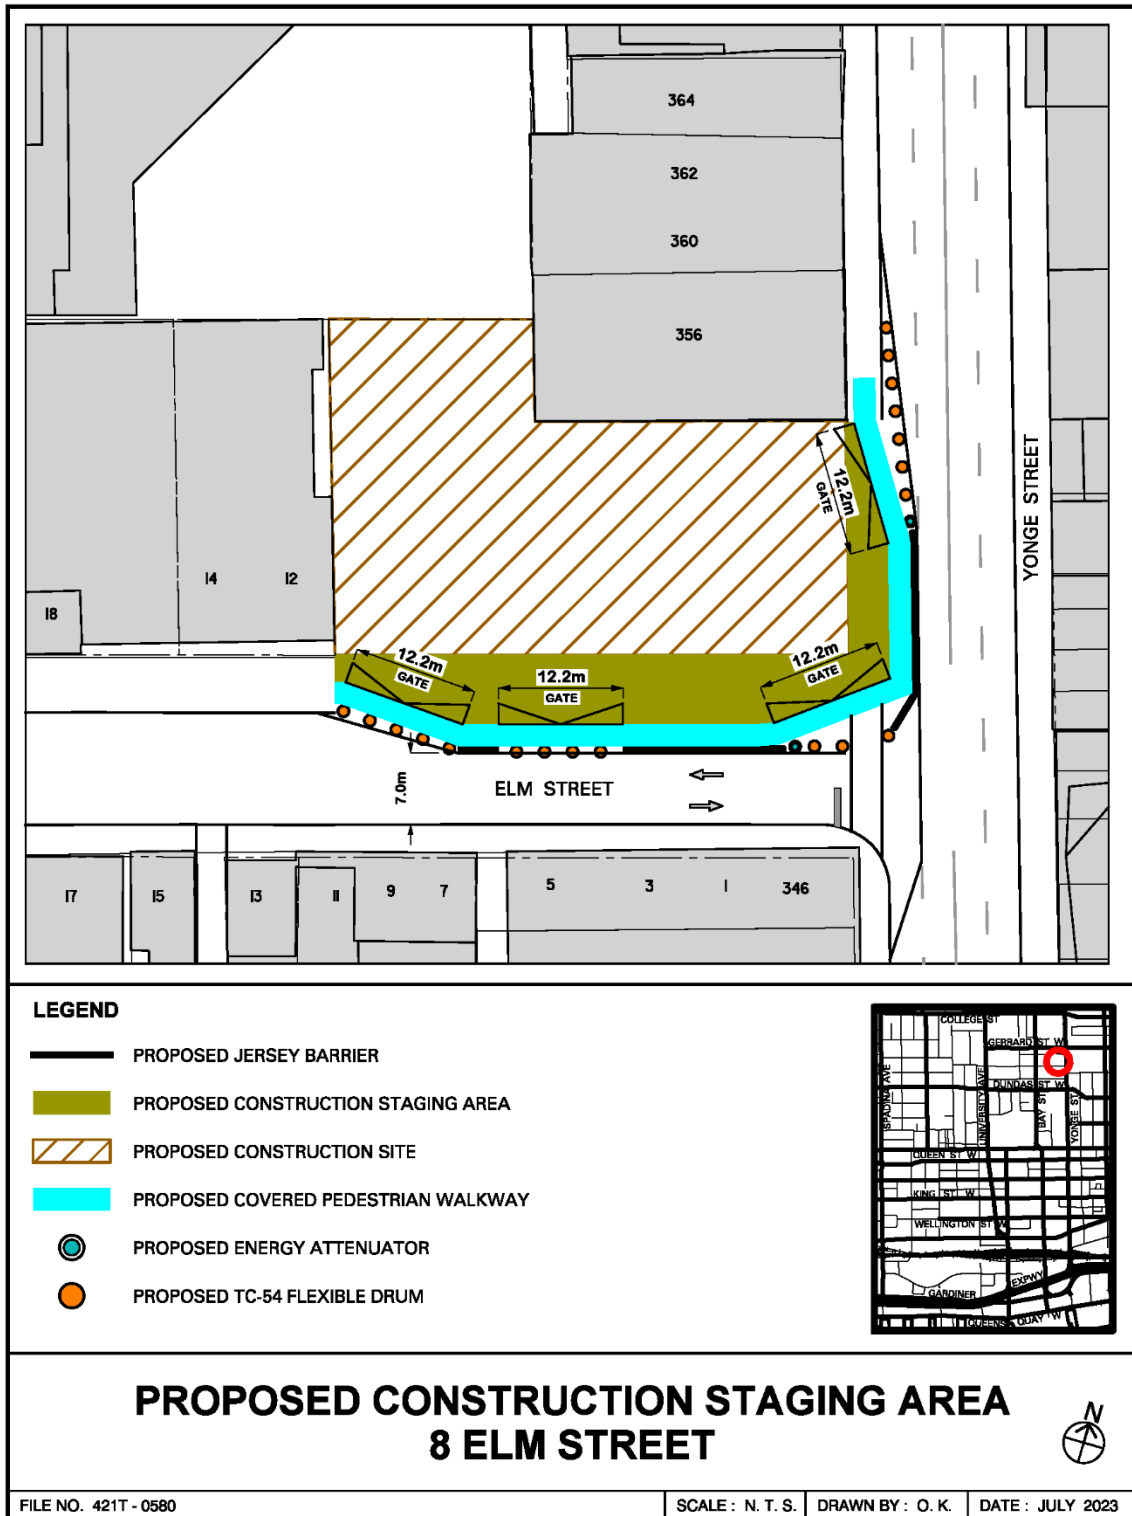 364
362
360
356
12.2m
GATE
YONGE STREET
14
12
18
12.2m
GATE
12.2m
GATE
12.2m
GATE
7.0m
ELM STREET
17
15
13
11
9
7
5
3
1
346
LEGEND
PROPOSED JERSEY BARRIER
PROPOSED CONSTRUCTION STAGING AREA
PROPOSED CONSTRUCTION SITE
PROPOSED COVERED PEDESTRIAN WALKWAY
PROPOSED ENERGY ATTENUATOR
PROPOSED TC-54 FLEXIBLE DRUM
COLLEGE ST
GERRARD ST W
DUNDAS ST W
SPADINA AVE
UNIVERSITY AVE
BAY ST
YONGE ST
QUEEN ST W
KING ST W
WELLINGTON ST W
GARDINER EXPWY
QUEENS QUAY W
PROPOSED CONSTRUCTION STAGING AREA
8 ELM STREET
N
FILE NO. 421T - 0580
SCALE : N. T. S.
DRAWN BY : O. K.
DATE : JULY 2023